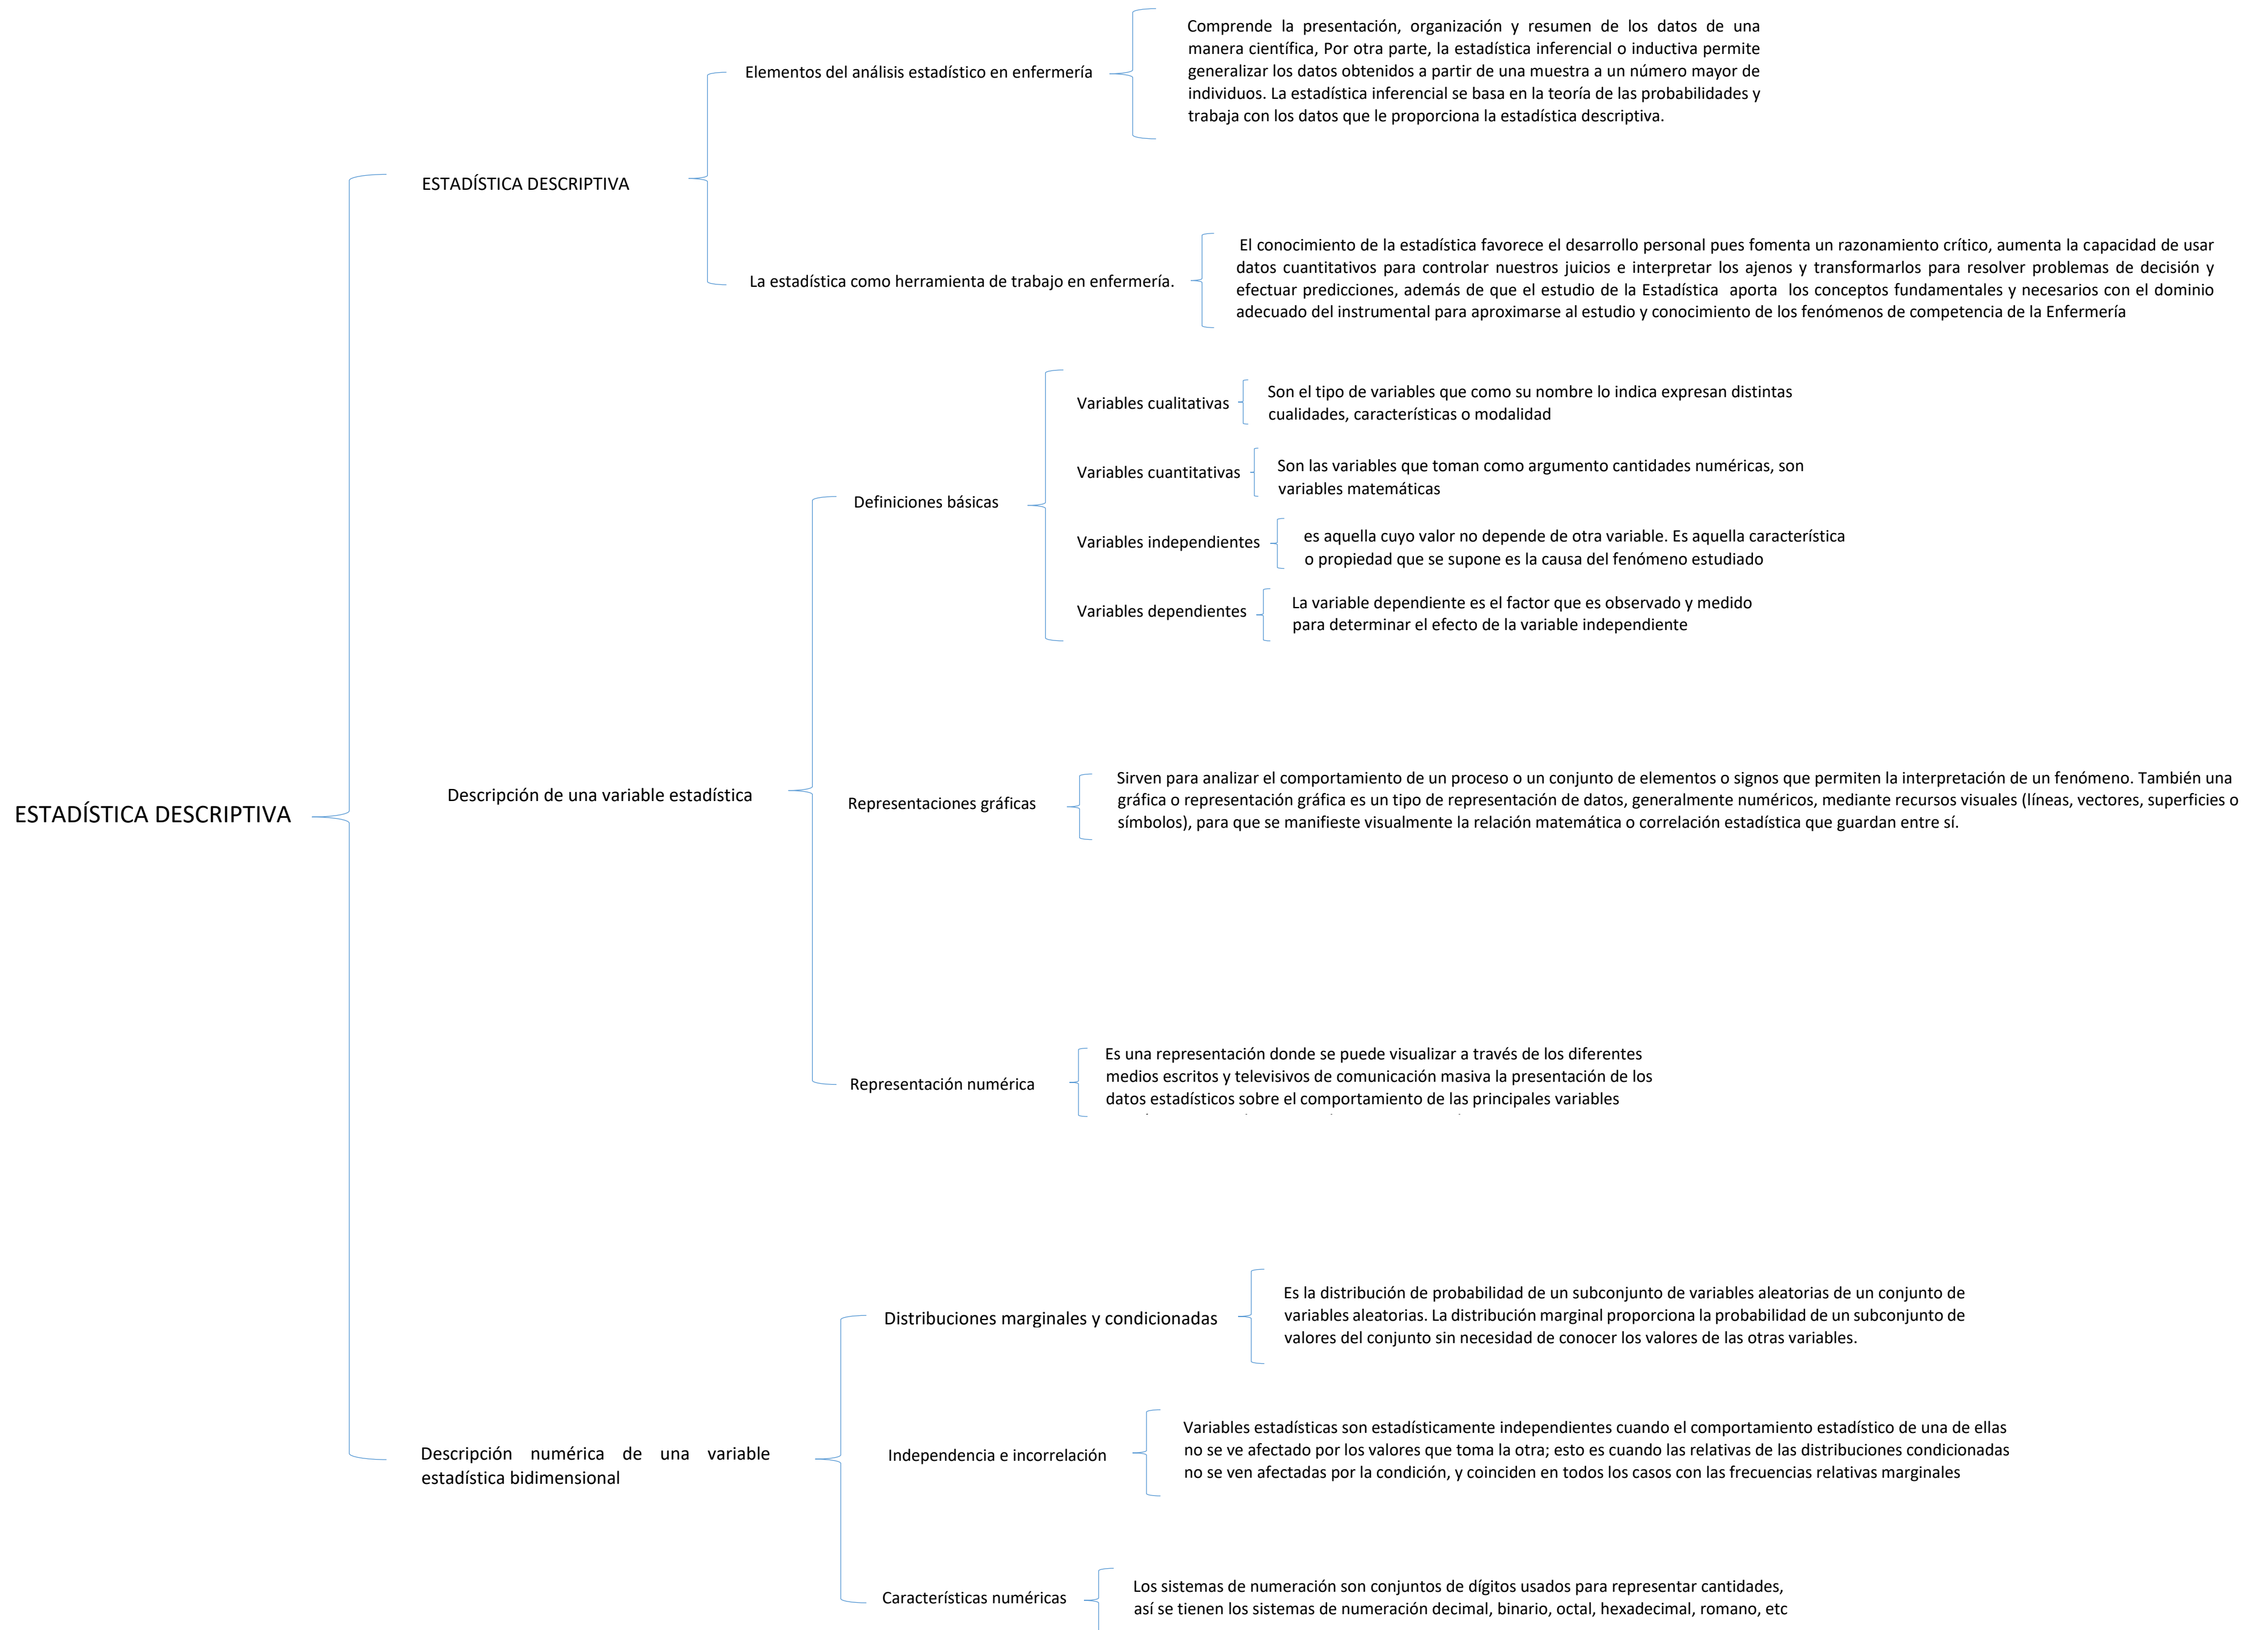 ESTADÍSTICA DESCRIPTIVA
ESTADÍSTICA DESCRIPTIVA
Elementos del análisis estadístico en enfermería
Comprende la presentación, organización y resumen de los datos de una
manera científica, Por otra parte, la estadística inferencial o inductiva permite
generalizar los datos obtenidos a partir de una muestra a un número mayor de
individuos. La estadística inferencial se basa en la teoría de las probabilidades y
trabaja con los datos que le proporciona la estadística descriptiva.
La estadística como herramienta de trabajo en enfermería.
El conocimiento de la estadística favorece el desarrollo personal pues fomenta un razonamiento crítico, aumenta la capacidad de usar
datos cuantitativos para controlar nuestros juicios e interpretar los ajenos y transformarlos para resolver problemas de decisión y
efectuar predicciones, además de que el estudio de la Estadística aporta los conceptos fundamentales y necesarios con el dominio
adecuado del instrumental para aproximarse al estudio y conocimiento de los fenómenos de competencia de la Enfermería
Descripción de una variable estadística
Definiciones básicas
Variables cualitativas
Son el tipo de variables que como su nombre lo indica expresan distintas
cualidades, características o modalidad
Variables cuantitativas
Son las variables que toman como argumento cantidades numéricas, son
variables matemáticas
Variables independientes
es aquella cuyo valor no depende de otra variable. Es aquella característica
o propiedad que se supone es la causa del fenómeno estudiado
Variables dependientes
La variable dependiente es el factor que es observado y medido
para determinar el efecto de la variable independiente
Representaciones gráficas
Sirven para analizar el comportamiento de un proceso o un conjunto de elementos o signos que permiten la interpretación de un fenómeno. También una
gráfica o representación gráfica es un tipo de representación de datos, generalmente numéricos, mediante recursos visuales (líneas, vectores, superficies o
símbolos), para que se manifieste visualmente la relación matemática o correlación estadística que guardan entre sí.
Representación numérica
Es una representación donde se puede visualizar a través de los diferentes
medios escritos y televisivos de comunicación masiva la presentación de los
datos estadísticos sobre el comportamiento de las principales variables
Descripción numérica de una variable
estadística bidimensional
Distribuciones marginales y condicionadas
Es la distribución de probabilidad de un subconjunto de variables aleatorias de un conjunto de
variables aleatorias. La distribución marginal proporciona la probabilidad de un subconjunto de
valores del conjunto sin necesidad de conocer los valores de las otras variables.
Independencia e incorrelación
Variables estadísticas son estadísticamente independientes cuando el comportamiento estadístico de una de ellas
no se ve afectado por los valores que toma la otra; esto es cuando las relativas de las distribuciones condicionadas
no se ven afectadas por la condición, y coinciden en todos los casos con las frecuencias relativas marginales
Características numéricas
Los sistemas de numeración son conjuntos de dígitos usados para representar cantidades,
así se tienen los sistemas de numeración decimal, binario, octal, hexadecimal, romano, etc